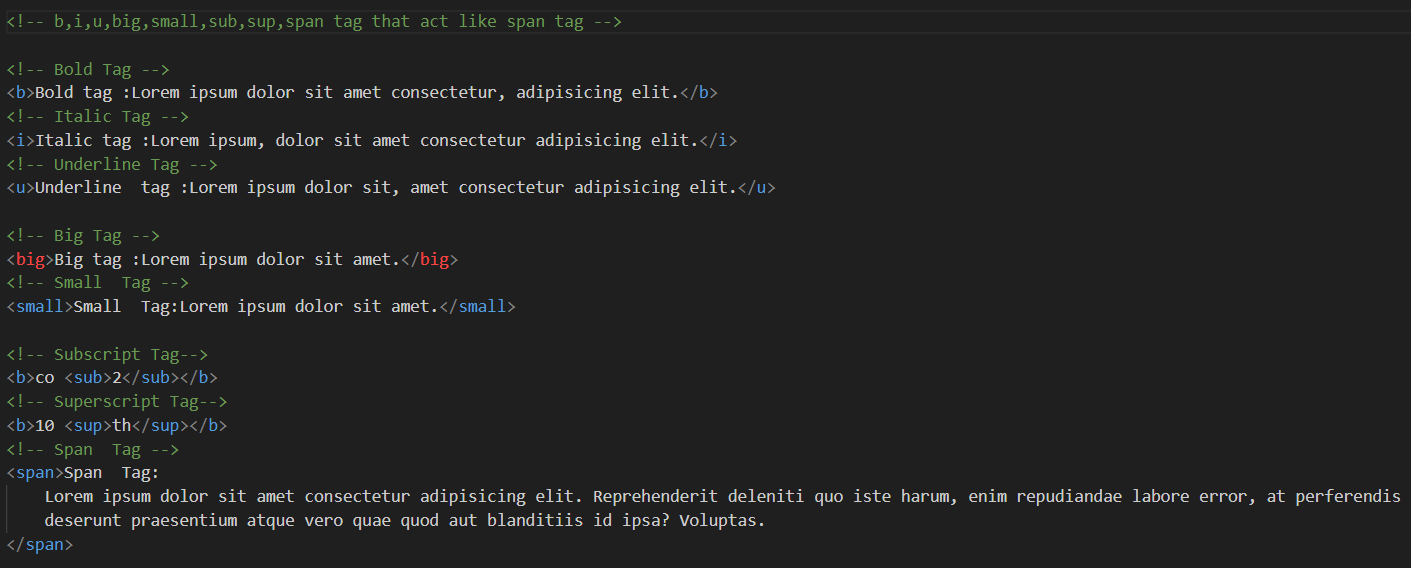 <!-- b,i,u,big,small,sub,sup,span tag that act like span tag -->
<!-- Bold Tag -->
<b>Bold tag :Lorem ipsum dolor sit amet consectetur, adipisicing elit.</b>
<!-- Italic Tag -->
<i>Italic tag :Lorem ipsum, dolor sit amet consectetur adipisicing elit.</i>
<!-- Underline Tag -->
<u>Underline  tag :Lorem ipsum dolor sit, amet consectetur adipisicing elit.</u>
<!-- Big Tag -->
<big>Big tag :Lorem ipsum dolor sit amet.</big>
<!-- Small  Tag -->
<small>Small  Tag:Lorem ipsum dolor sit amet.</small>
<!-- Subscript Tag-->
<b>co <sub>2</sub></b>
<!-- Superscript Tag-->
<b>10 <sup>th</sup></b>
<!-- Span  Tag -->
<span>Span  Tag:
    Lorem ipsum dolor sit amet consectetur adipisicing elit. Reprehenderit deleniti quo iste harum, enim repudiandae labore error, at perferendis
    deserunt praesentium atque vero quae quod aut blanditiis id ipsa? Voluptas.
</span>